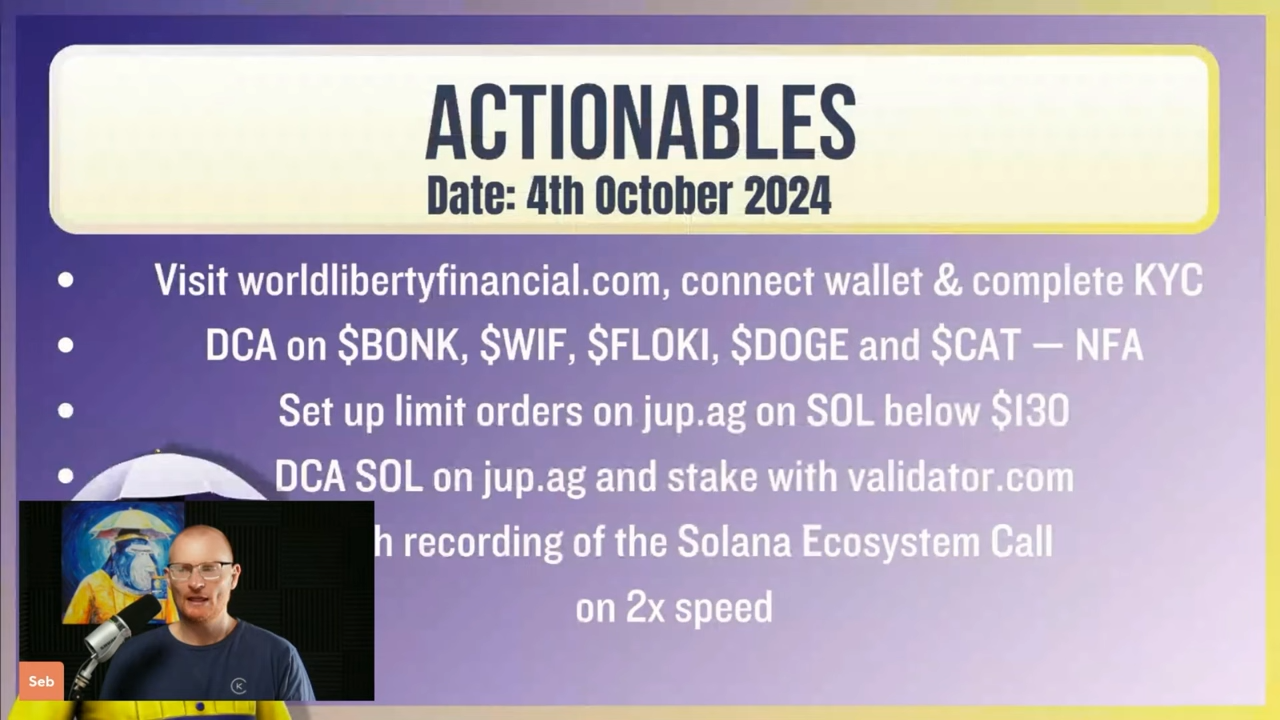 ACTIONABLES
Date: 4th October 2024
• Visit worldlibertyfinancial.com, connect wallet & complete KYC
• DCA on $BONK, $WIF, $FLOKI, $DOGE and $CAT — NFA
• Set up limit orders on jup.ag on SOL below $130
• DCA SOL on jup.ag and stake with validator.com
recording of the Solana Ecosystem Call
on 2x speed
Seb